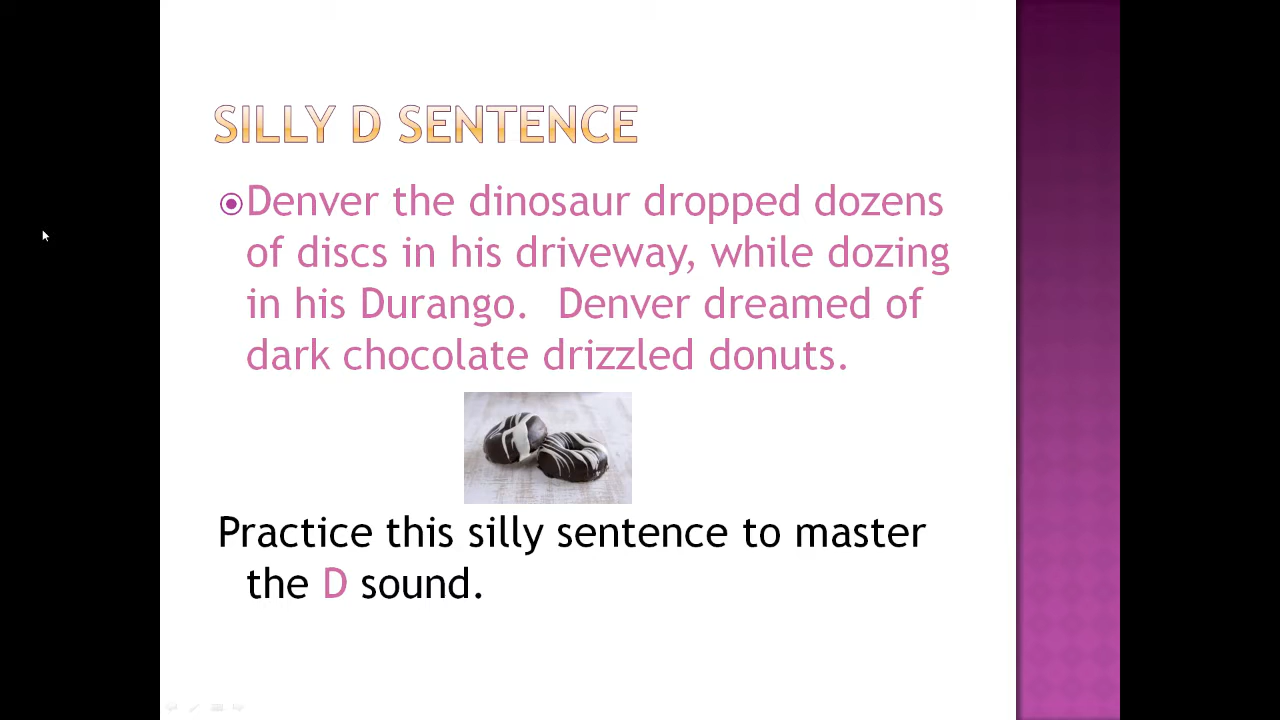 SILLY D SENTENCE
Denver the dinosaur dropped dozens
of discs in his driveway, while dozing
in his Durango.  Denver dreamed of
dark chocolate drizzled donuts.
Practice this silly sentence to master
the D sound.